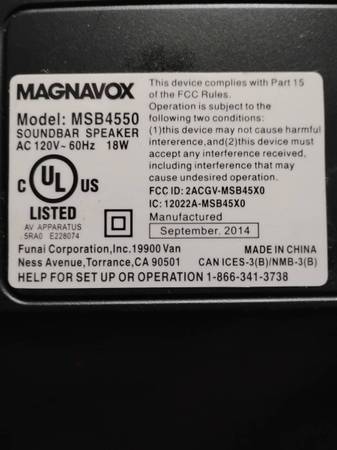 MAGNAVOX
Model: MSB4550
SOUNDBAR SPEAKER
AC 120V~60Hz 18W
This device complies with Part 15
of the FCC Rules.
Operation is subject to the
following two conditions:
(1)this device may not cause harmful
intererence,and(2)this device must
accept any interference received,
including interference that may
cause undesired operation.
C UL US
LISTED
AV APPARATUS
5RA0 E228074
FCC ID: 2ACGV-MSB45X0
IC: 12022A-MSB45X0
Manufactured
September. 2014
Funai Corporation,Inc.19900 Van
Ness Avenue,Torrance,CA 90501
MADE IN CHINA
CAN ICES-3(B)/NMB-3(B)
HELP FOR SET UP OR OPERATION 1-866-341-3738